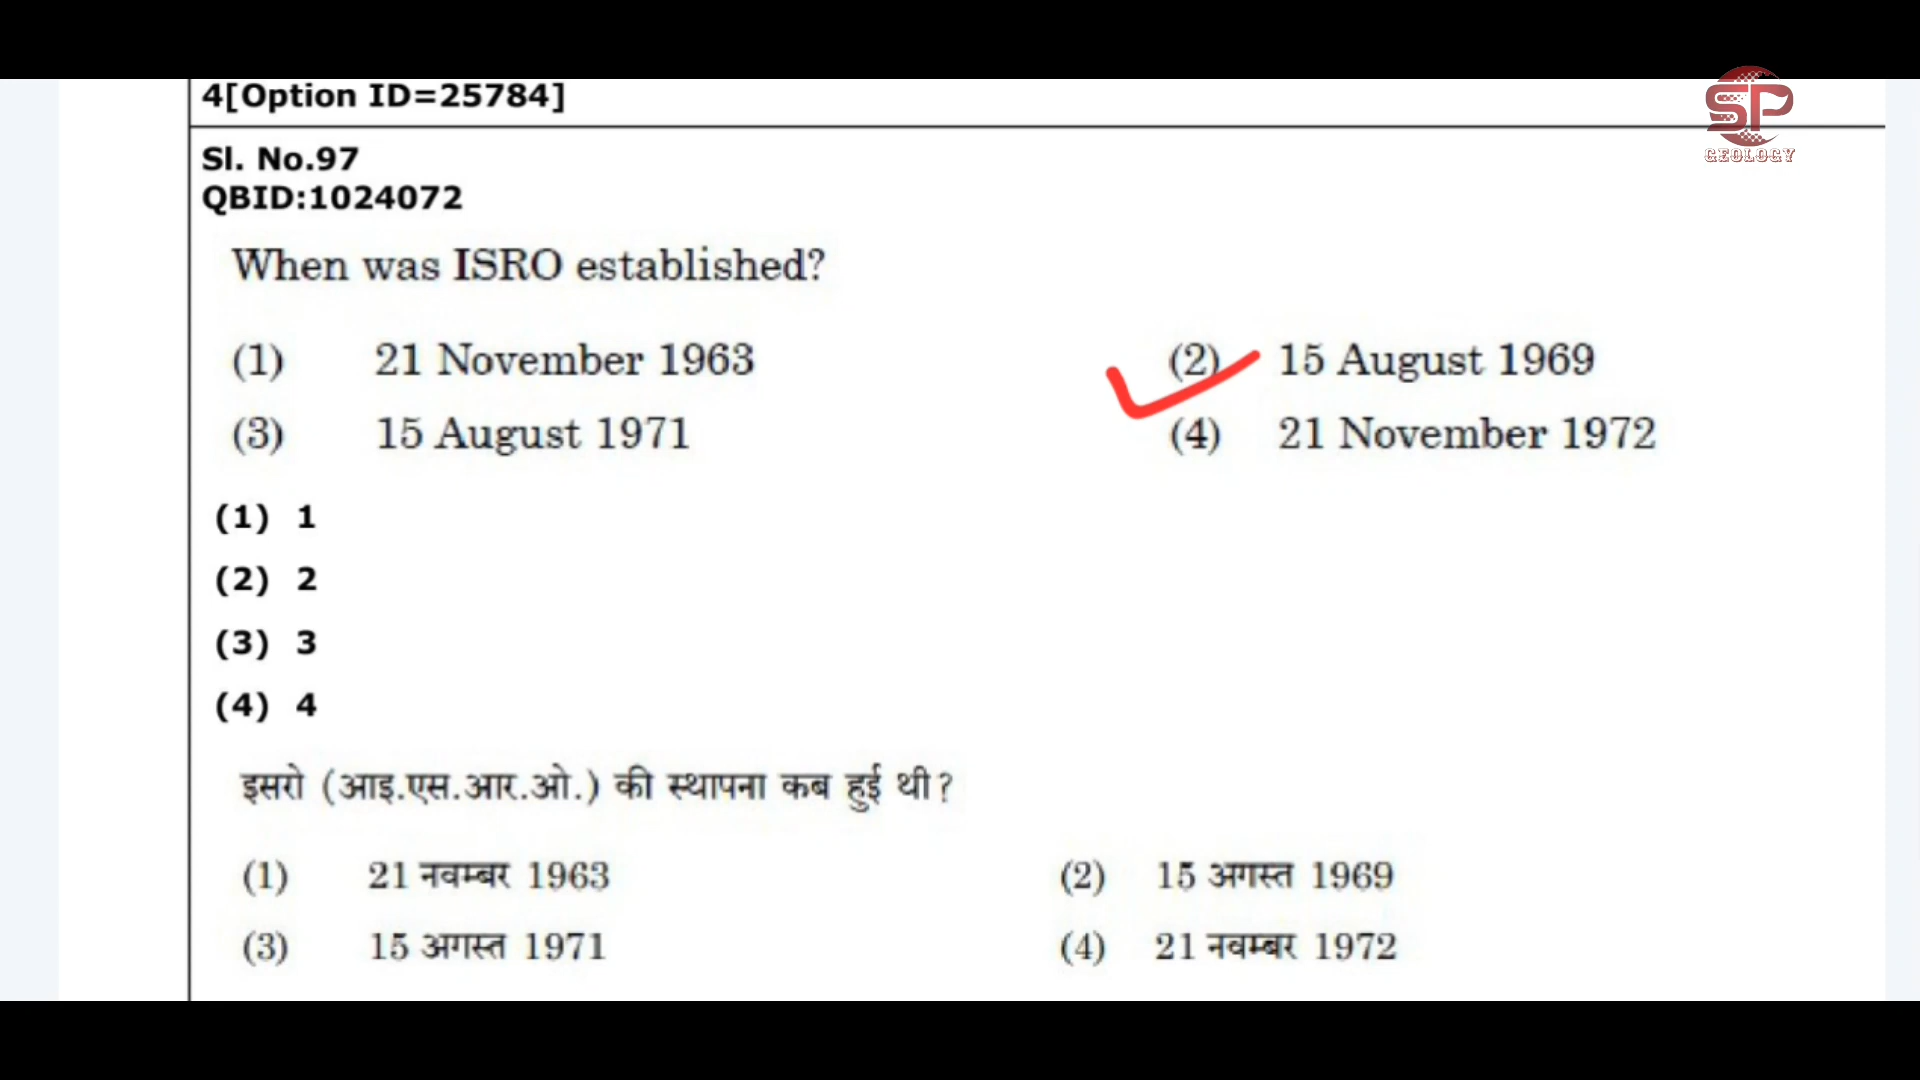 4[Option ID=25784]
SP
GEOLOGY
Sl. No.97
QBID:1024072
When was ISRO established?
(1) 21 November 1963 (2) 15 August 1969
(3) 15 August 1971 (4) 21 November 1972
(1) 1
(2) 2
(3) 3
(4) 4
इसरो (आइ.एस.आर.ओ.) की स्थापना कब हुई थी?
(1) 21 नवम्बर 1963 (2) 15 अगस्त 1969
(3) 15 अगस्त 1971 (4) 21 नवम्बर 1972